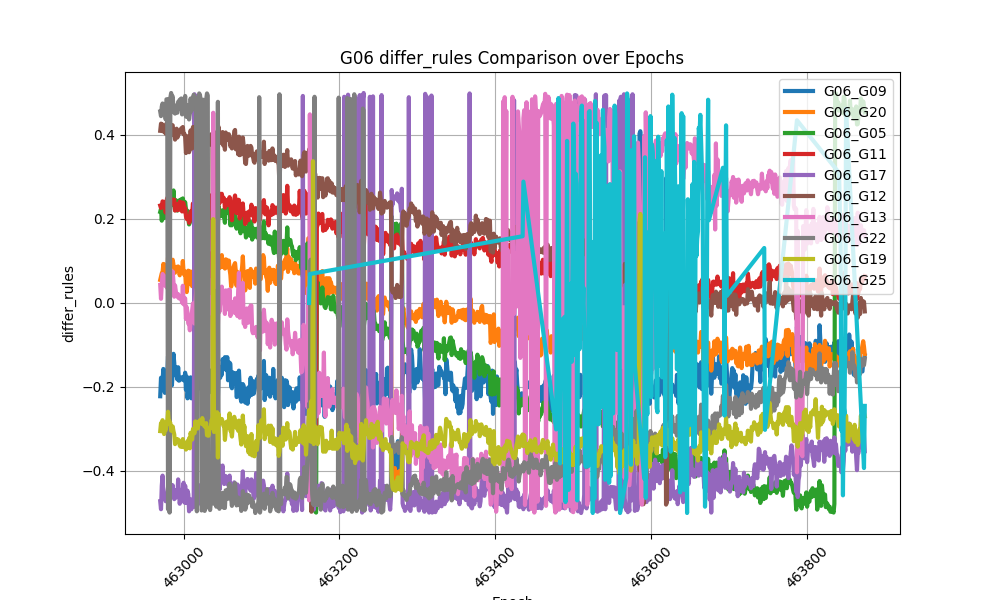 G06 differ_rules Comparison over Epochs
differ_rules
0.4
0.2
0.0
−0.2
−0.4
463000
463200
463400
463600
463800
Epoch
G06_G09
G06_G20
G06_G05
G06_G11
G06_G17
G06_G12
G06_G13
G06_G22
G06_G19
G06_G25